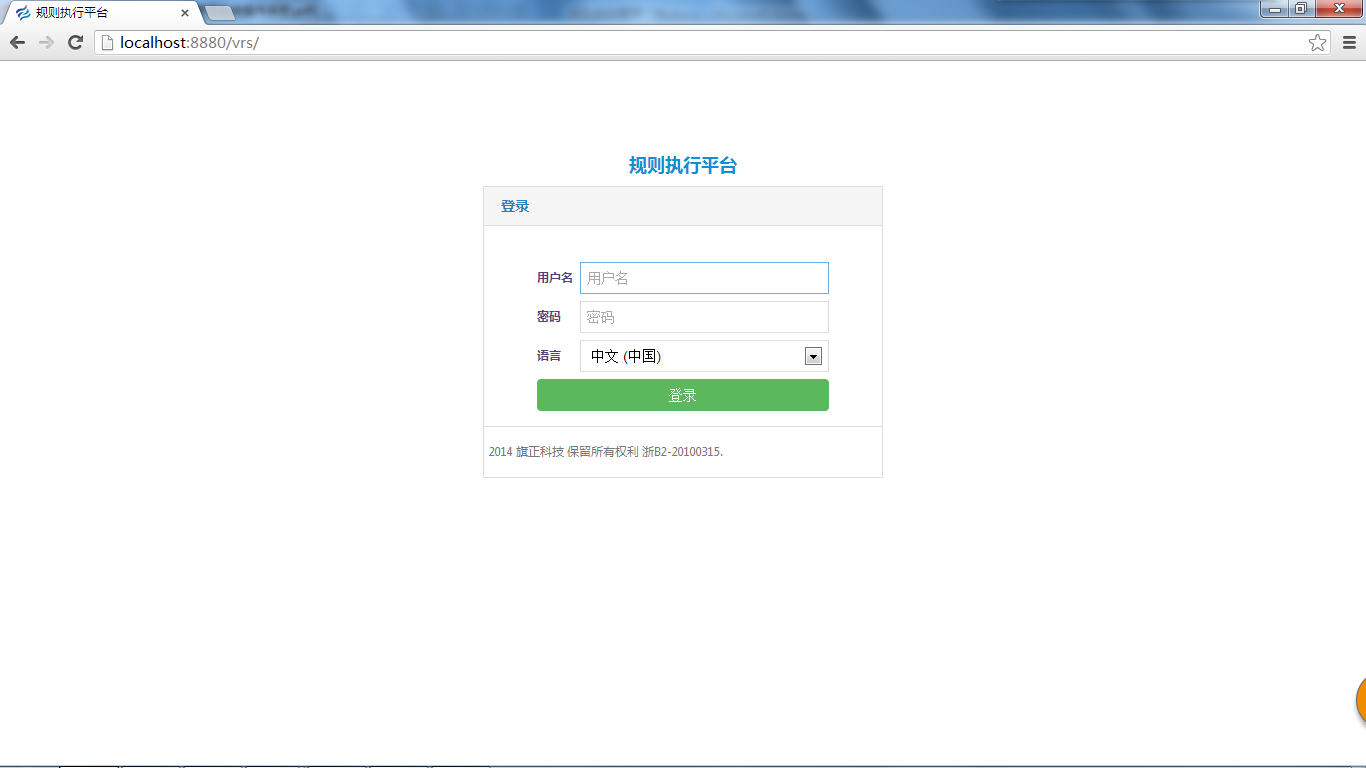 规则执行平台
localhost:8880/vrs/
规则执行平台
登录
用户名 用户名
密码 密码
语言 中文 (中国)
登录
2014 旗正科技 保留所有权利 浙B2-20100315.